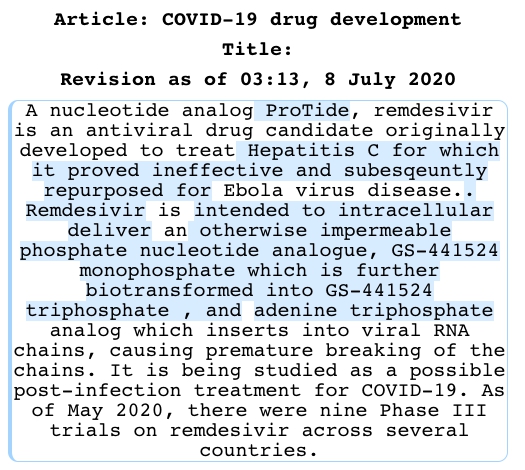 Article: COVID-19 drug development
Title:
Revision as of 03:13, 8 July 2020
A nucleotide analog ProTide, remdesivir
is an antiviral drug candidate originally
developed to treat Hepatitis C for which
it proved ineffective and subesqeuntly
repurposed for Ebola virus disease..
Remdesivir is intended to intracellular
deliver an otherwise impermeable
phosphate nucleotide analogue, GS-441524
monophosphate which is further
biotransformed into GS-441524
triphosphate , and adenine triphosphate
analog which inserts into viral RNA
chains, causing premature breaking of the
chains. It is being studied as a possible
post-infection treatment for COVID-19. As
of May 2020, there were nine Phase III
trials on remdesivir across several
countries.